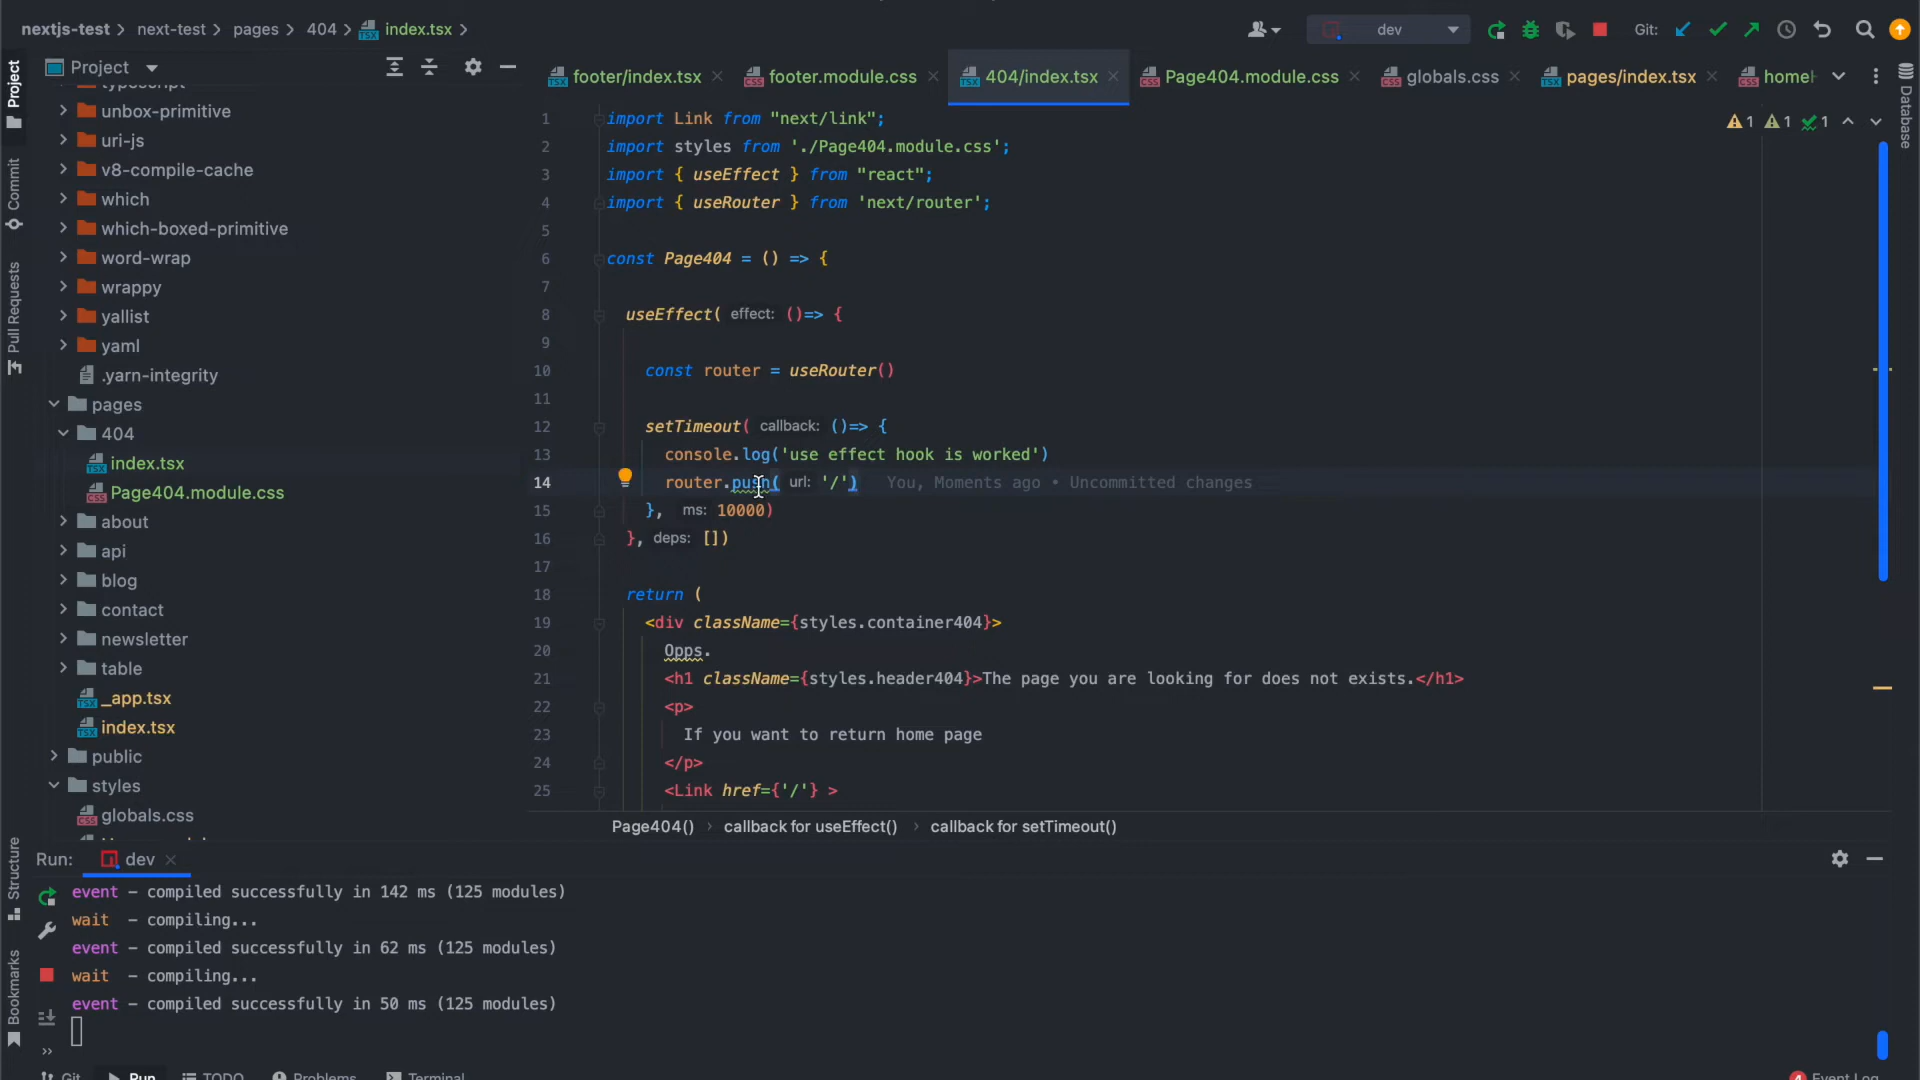 nextjs-test > next-test > pages > 404 > index.tsx >
dev
Git:
Project
typescript
unbox-primitive
uri-js
v8-compile-cache
which
which-boxed-primitive
word-wrap
wrappy
yallist
yaml
.yarn-integrity
pages
404
index.tsx
Page404.module.css
about
api
blog
contact
newsletter
table
_app.tsx
index.tsx
public
styles
globals.css
Project
Commit
Pull Requests
Structure
Bookmarks
Database
footer/index.tsx
footer.module.css
404/index.tsx
Page404.module.css
globals.css
pages/index.tsx
1 1 1
1 import Link from "next/link";
2 import styles from './Page404.module.css';
3 import { useEffect } from "react";
4 import { useRouter } from 'next/router';
5
6 const Page404 = () => {
7
8 useEffect( effect: ()=> {
9
10 const router = useRouter()
11
12 setTimeout( callback: ()=> {
13 console.log('use effect hook is worked')
14 router.push( url: '/') You, Moments ago • Uncommitted changes
15 }, ms: 10000)
16 }, deps: [])
17
18 return (
19 <div className={styles.container404}>
20 Opps.
21 <h1 className={styles.header404}>The page you are looking for does not exists.</h1>
22 <p>
23 If you want to return home page
24 </p>
25 <Link href={'/'} >
Page404() > callback for useEffect() > callback for setTimeout()
Run: dev
event - compiled successfully in 142 ms (125 modules)
wait - compiling...
event - compiled successfully in 62 ms (125 modules)
wait - compiling...
event - compiled successfully in 50 ms (125 modules)
Git Run TODO Problems Terminal
Event Log